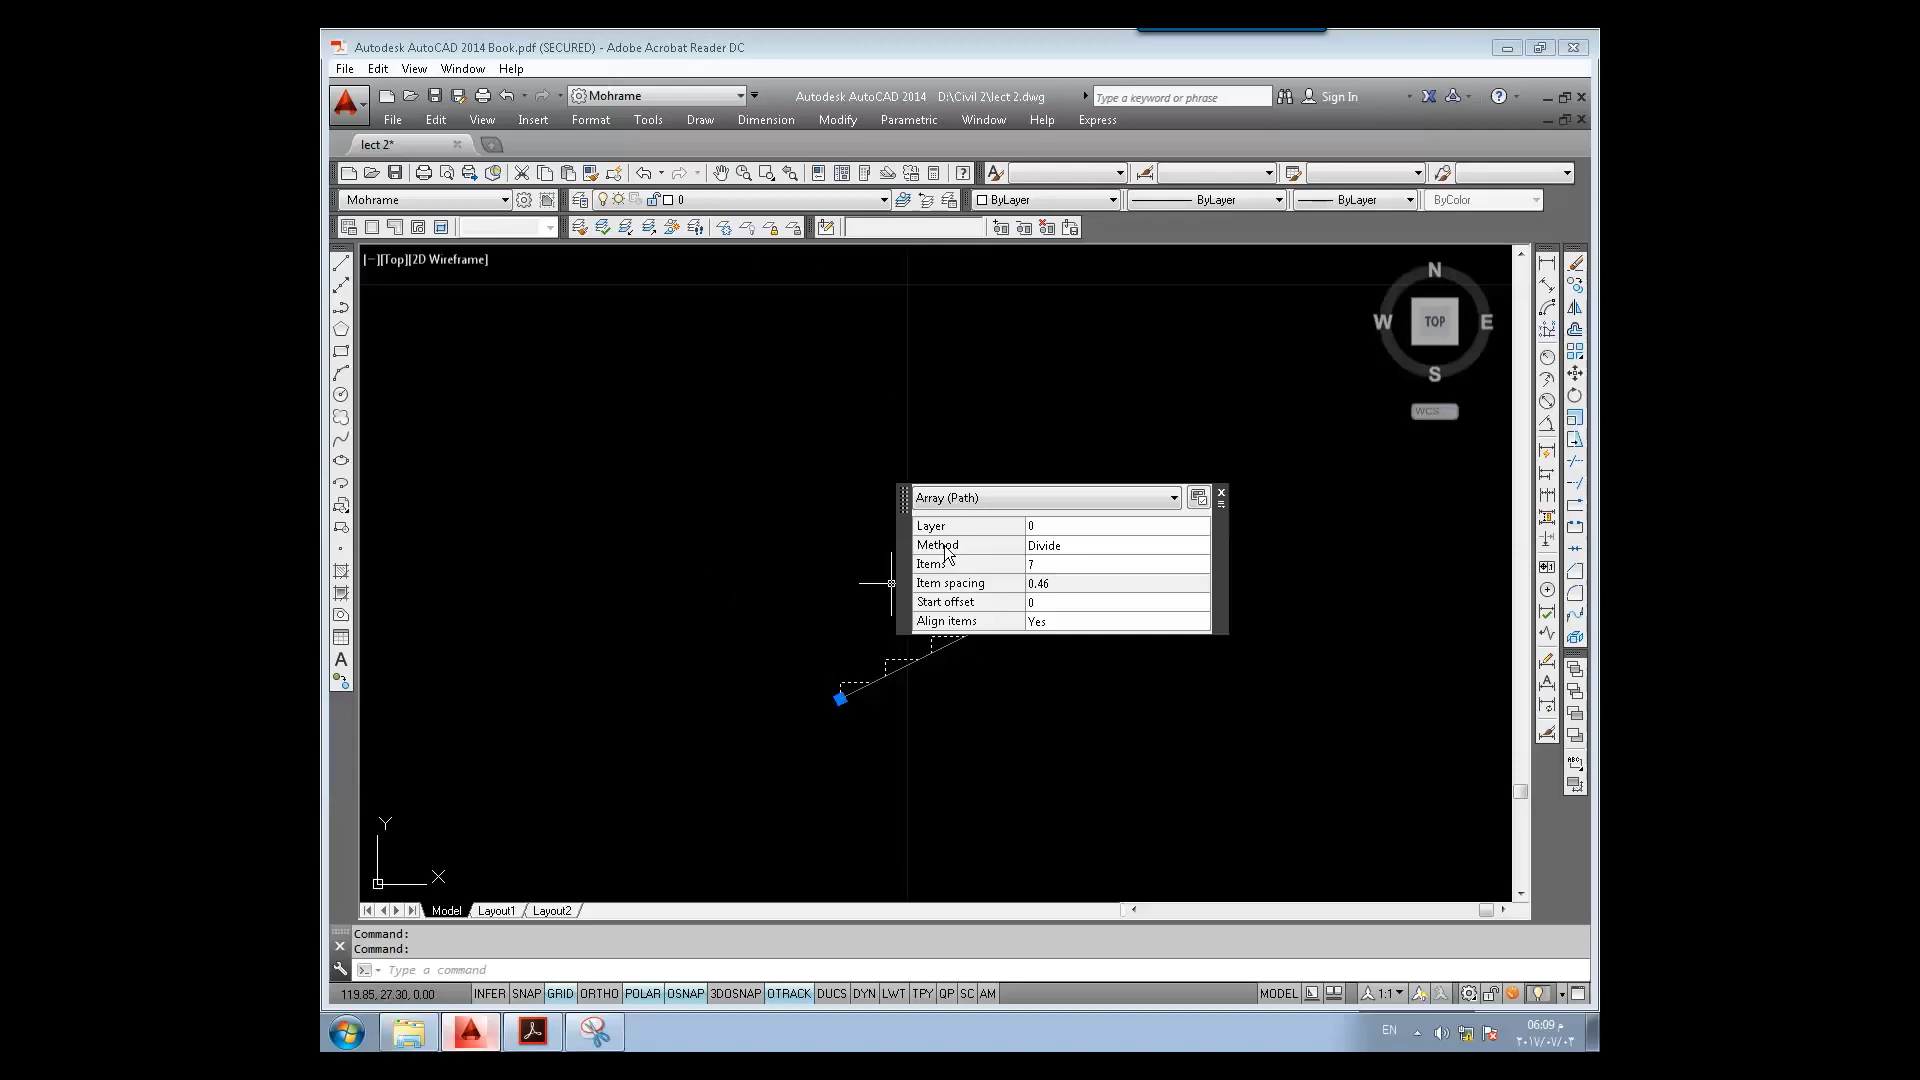 Autodesk AutoCAD 2014 Book.pdf (SECURED) - Adobe Acrobat Reader DC
File Edit View Window Help
Mohrame
Autodesk AutoCAD 2014 D:\Civil 2\lect 2.dwg
Type a keyword or phrase
Sign In
File Edit View Insert Format Tools Draw Dimension Modify Parametric Window Help Express
lect 2*
Mohrame
0
ByLayer
ByLayer
ByLayer
ByColor
[−][Top][2D Wireframe]
N
W
TOP
E
S
WCS
Array (Path)
Layer 0
Method Divide
Items 7
Item spacing 0.46
Start offset 0
Align items Yes
Y
X
Model Layout1 Layout2
Command:
Command:
Type a command
119.85, 27.30, 0.00
INFER SNAP GRID ORTHO POLAR OSNAP 3DOSNAP OTRACK DUCS DYN LWT TPY QP SC AM
MODEL
1:1
EN
06:09 م
٢٠١٧/٠٧/٠٣